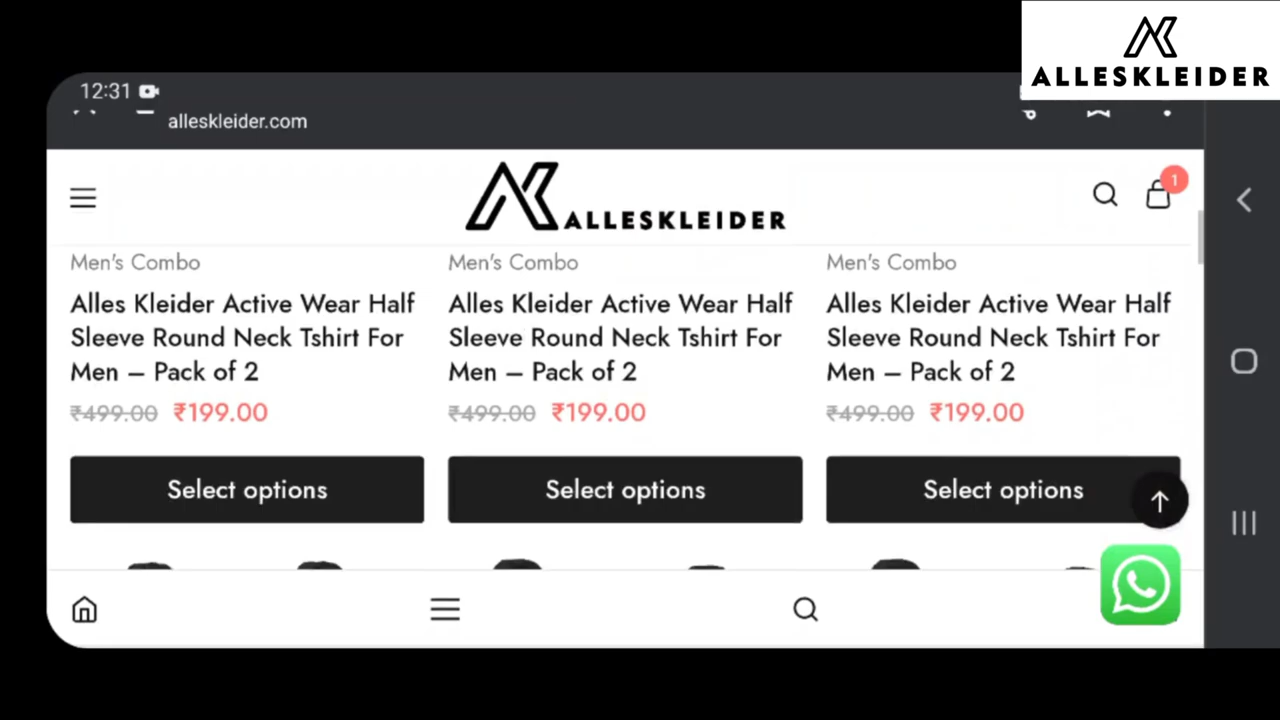 ALLESKLEIDER
12:31
alleskleider.com
ALLESKLEIDER
1
Men's Combo
Men's Combo
Men's Combo
Alles Kleider Active Wear Half
Sleeve Round Neck Tshirt For
Men – Pack of 2
₹499.00 ₹199.00
Alles Kleider Active Wear Half
Sleeve Round Neck Tshirt For
Men – Pack of 2
₹499.00 ₹199.00
Alles Kleider Active Wear Half
Sleeve Round Neck Tshirt For
Men – Pack of 2
₹499.00 ₹199.00
Select options
Select options
Select options